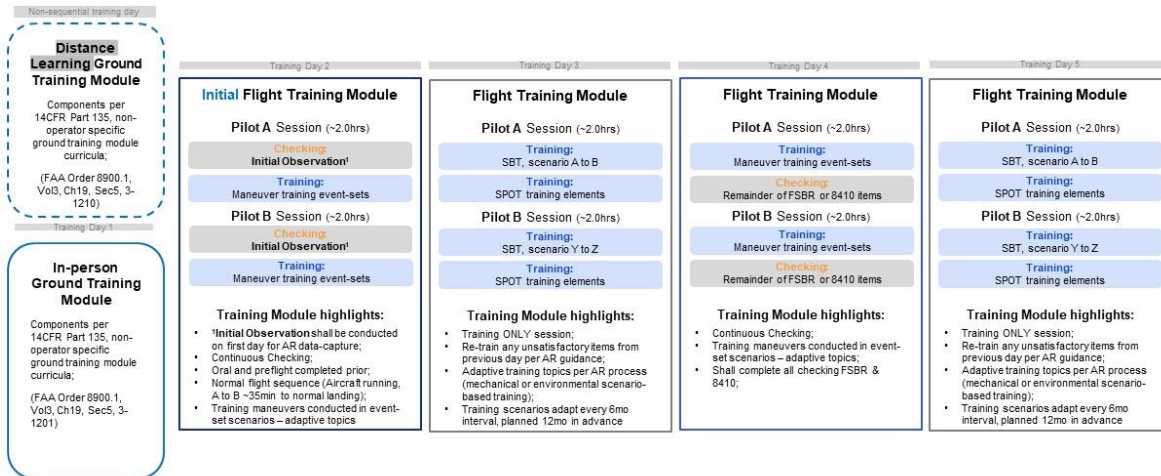 Non-sequential training day
Distance
Learning Ground
Training Module
Components per
14CFR Part 135, non-
operator specific
ground training module
curricula;
(FAA Order 8900.1,
Vol3, Ch19, Sec5, 3-
1210)
Training Day 1
In-person
Ground Training
Module
Components per
14CFR Part 135, non-
operator specific
ground training module
curricula;
(FAA Order 8900.1,
Vol3, Ch19, Sec5, 3-
1201)
Training Day 2
Initial Flight Training Module
Pilot A Session (~2.0hrs)
Checking:
Initial Observation¹
Training:
Maneuver training event-sets
Pilot B Session (~2.0hrs)
Checking:
Initial Observation¹
Training:
Maneuver training event-sets
Training Module highlights:
• ¹Initial Observation shall be conducted
on first day for AR data-capture;
• Continuous Checking;
• Oral and preflight completed prior;
• Normal flight sequence (Aircraft running,
A to B ~35min to normal landing);
• Training maneuvers conducted in event-
set scenarios – adaptive topics
Training Day 3
Flight Training Module
Pilot A Session (~2.0hrs)
Training:
SBT, scenario A to B
Training:
SPOT training elements
Pilot B Session (~2.0hrs)
Training:
SBT, scenario Y to Z
Training:
SPOT training elements
Training Module highlights:
• Training ONLY session;
• Re-train any unsatisfactory items from
previous day per AR guidance;
• Adaptive training topics per AR process
(mechanical or environmental scenario-
based training);
• Training scenarios adapt every 6mo
interval, planned 12mo in advance
Training Day 4
Flight Training Module
Pilot A Session (~2.0hrs)
Training:
Maneuver training event-sets
Checking:
Remainder of FSBR or 8410 items
Pilot B Session (~2.0hrs)
Training:
Maneuver training event-sets
Checking:
Remainder of FSBR or 8410 items
Training Module highlights:
• Continuous Checking;
• Training maneuvers conducted in event-
set scenarios – adaptive topics;
• Shall complete all checking FSBR &
8410;
Training Day 5
Flight Training Module
Pilot A Session (~2.0hrs)
Training:
SBT, scenario A to B
Training:
SPOT training elements
Pilot B Session (~2.0hrs)
Training:
SBT, scenario Y to Z
Training:
SPOT training elements
Training Module highlights:
• Training ONLY session;
• Re-train any unsatisfactory items from
previous day per AR guidance;
• Adaptive training topics per AR process
(mechanical or environmental scenario-
based training);
• Training scenarios adapt every 6mo
interval, planned 12mo in advance